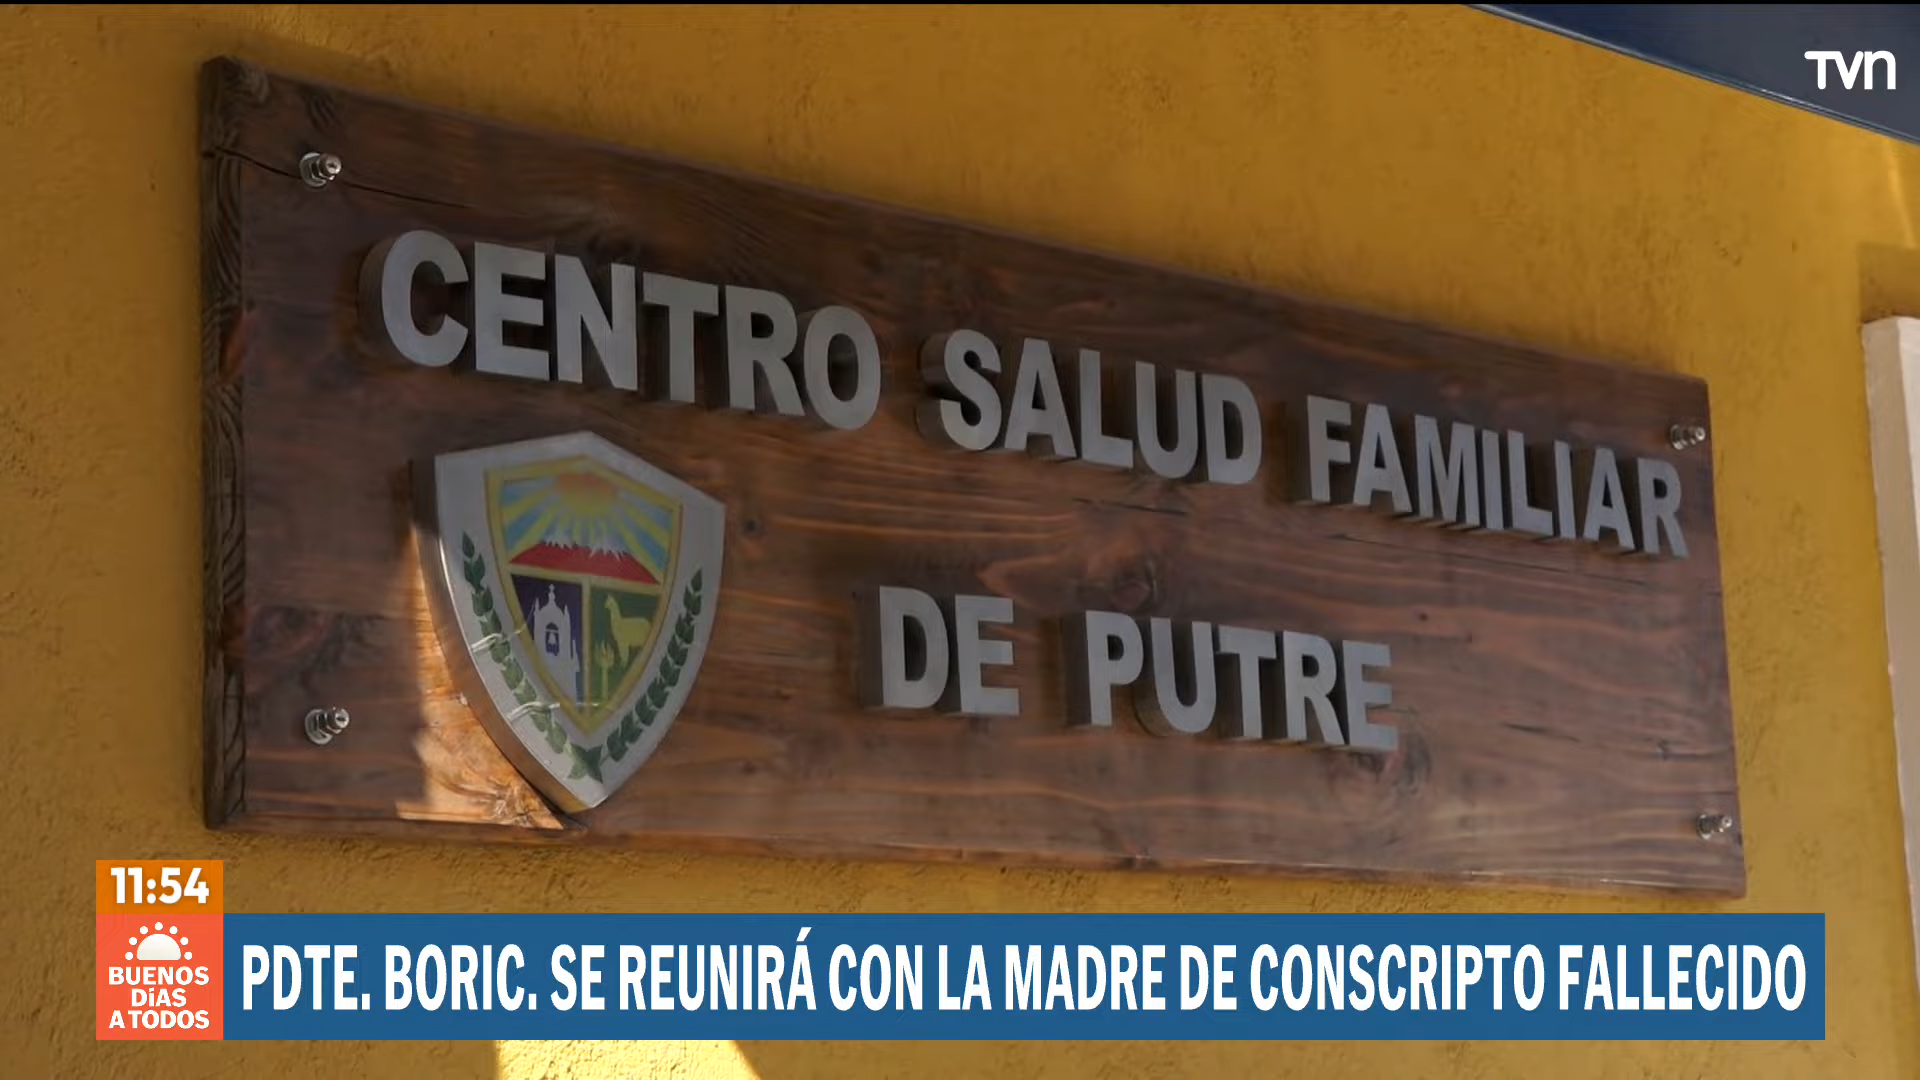 TVN
CENTRO SALUD FAMILIAR
DE PUTRE
11:54
BUENOS
DÍAS
A TODOS
PDTE. BORIC. SE REUNIRÁ CON LA MADRE DE CONSCRIPTO FALLECIDO